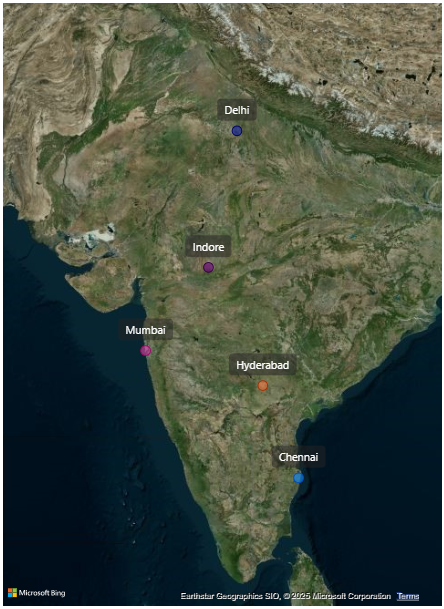 Delhi
Indore
Mumbai
Hyderabad
Chennai
Microsoft Bing
Earthstar Geographics SIO, © 2025 Microsoft Corporation Terms